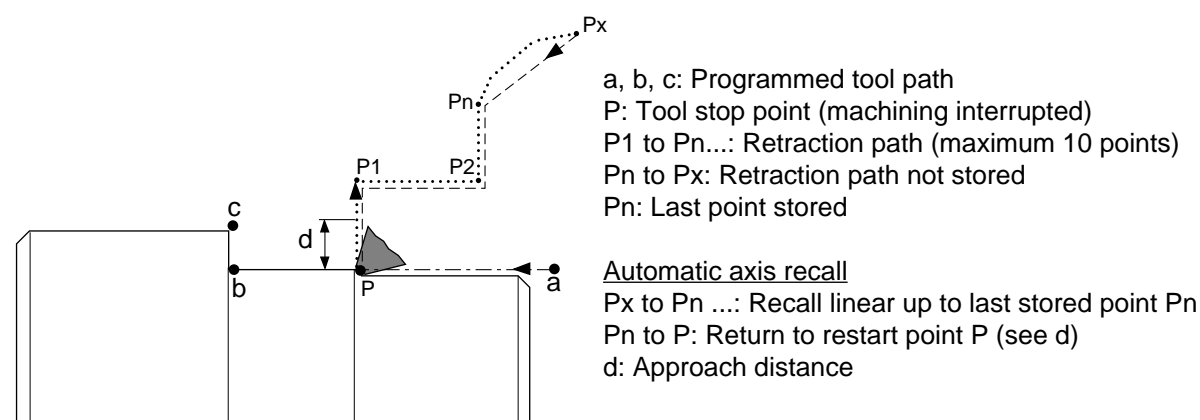 Px
Pn
P1
P2
c
d
b
P
a
a, b, c: Programmed tool path
P: Tool stop point (machining interrupted)
P1 to Pn...: Retraction path (maximum 10 points)
Pn to Px: Retraction path not stored
Pn: Last point stored
Automatic axis recall
Px to Pn ...: Recall linear up to last stored point Pn
Pn to P: Return to restart point P (see d)
d: Approach distance